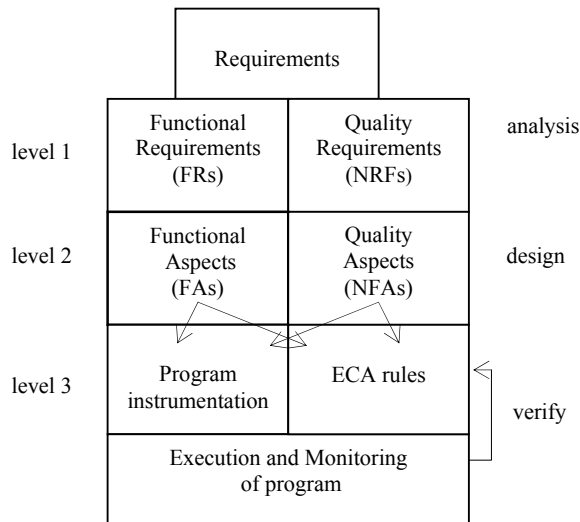 Requirements
level 1
Functional
Requirements
(FRs)
Quality
Requirements
(NRFs)
analysis
level 2
Functional
Aspects
(FAs)
Quality
Aspects
(NFAs)
design
level 3
Program
instrumentation
ECA rules
verify
Execution and Monitoring
of program